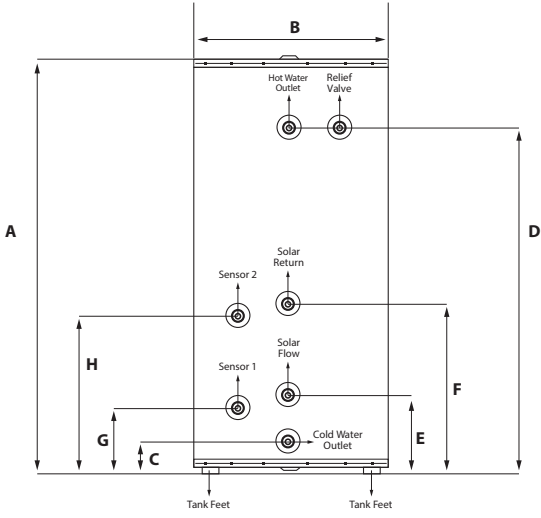 B
Hot Water
Outlet
Relief
Valve
A
D
Solar
Return
Sensor 2
Solar
Flow
H
F
Sensor 1
G
C
E
Cold Water
Outlet
Tank Feet
Tank Feet